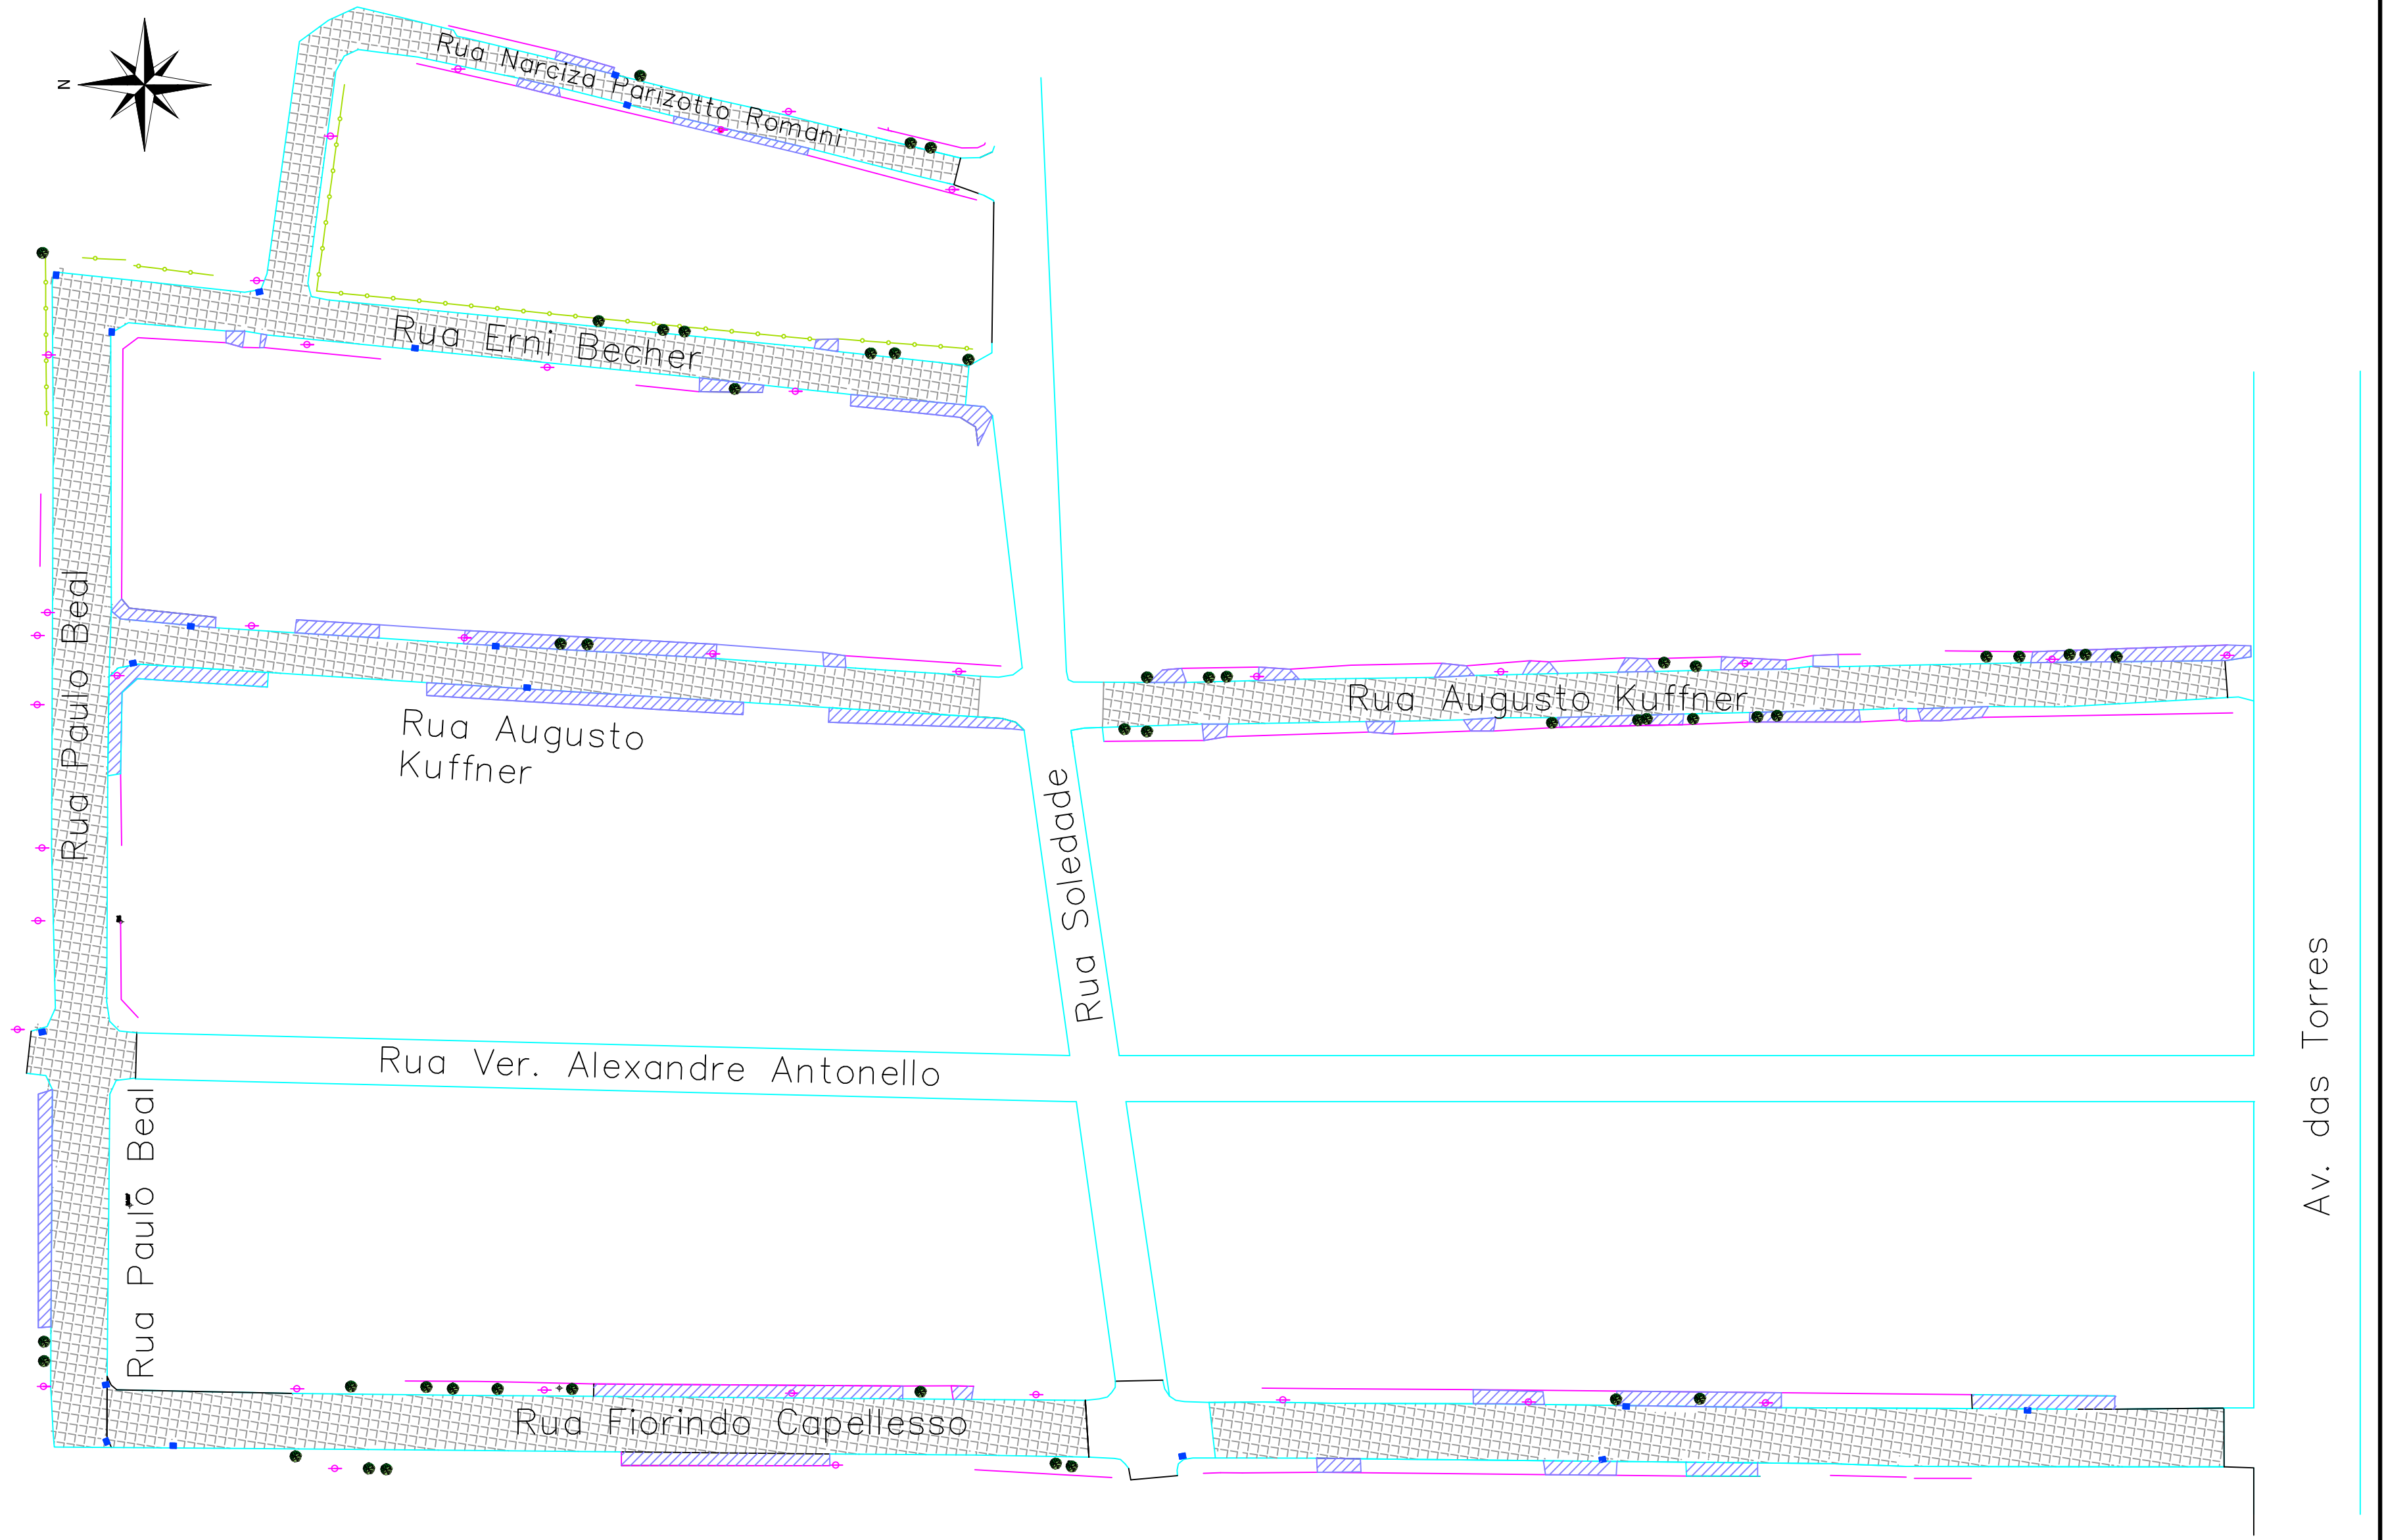 Rua Narciza Parizotto Romani
N
Rua Erni Becher
Rua Paulo Beal
Rua Augusto Kuffner
Rua Augusto
Kuffner
Rua Soledade
Rua Ver. Alexandre Antonello
Av. das Torres
Rua Paulo Beal
Rua Fiorindo Capellesso